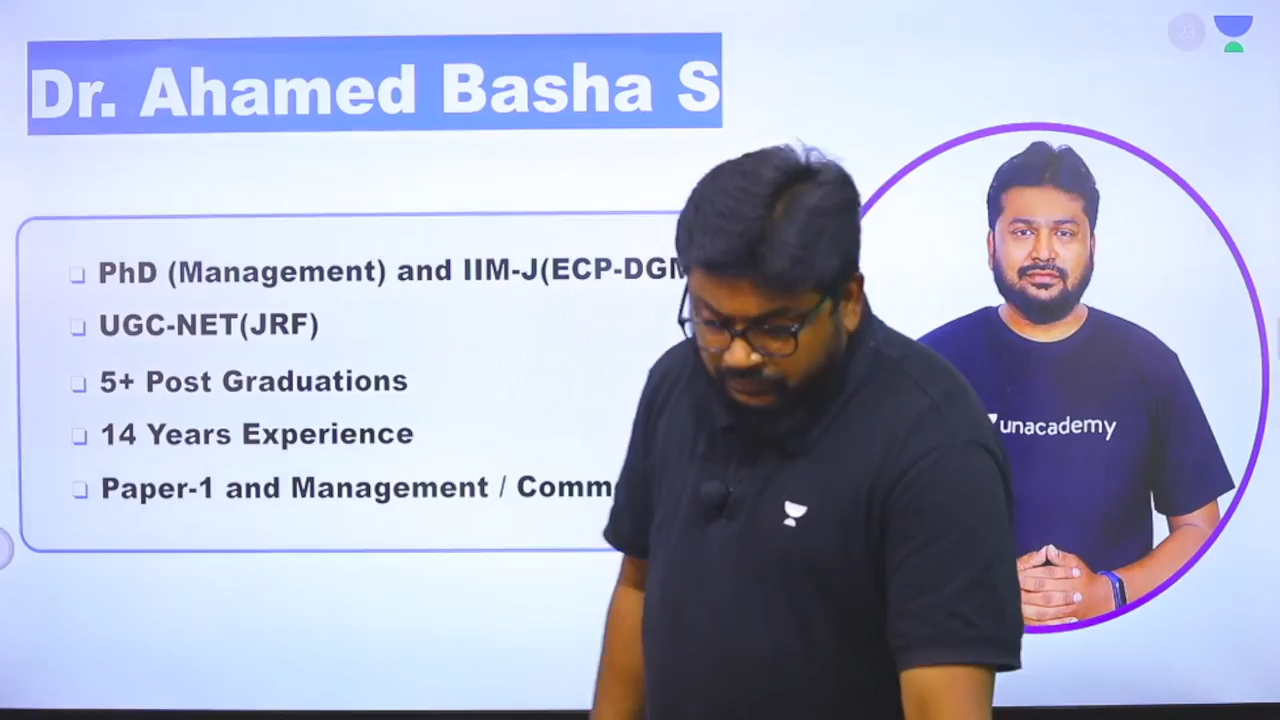 Dr. Ahamed Basha S
PhD (Management) and IIM-J(ECP-DGM
UGC-NET(JRF)
5+ Post Graduations
14 Years Experience
Paper-1 and Management / Comm
unacademy